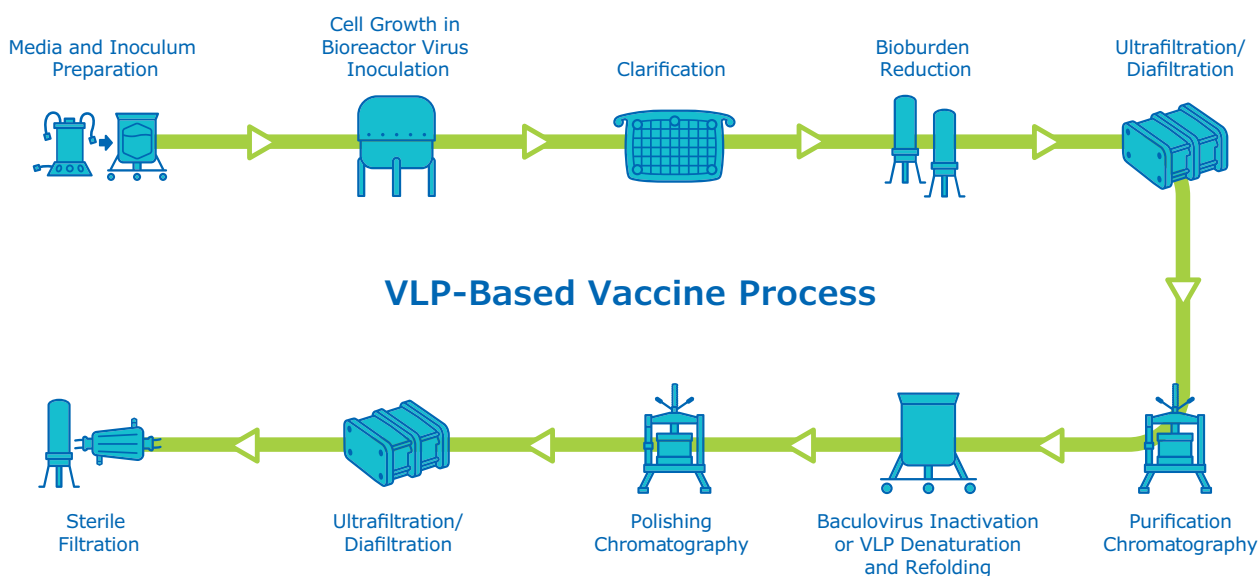 Media and Inoculum
Preparation
Cell Growth in
Bioreactor Virus
Inoculation
Clarification
Bioburden
Reduction
Ultrafiltration/
Diafiltration
VLP-Based Vaccine Process
Sterile
Filtration
Ultrafiltration/
Diafiltration
Polishing
Chromatography
Baculovirus Inactivation
or VLP Denaturation
and Refolding
Purification
Chromatography